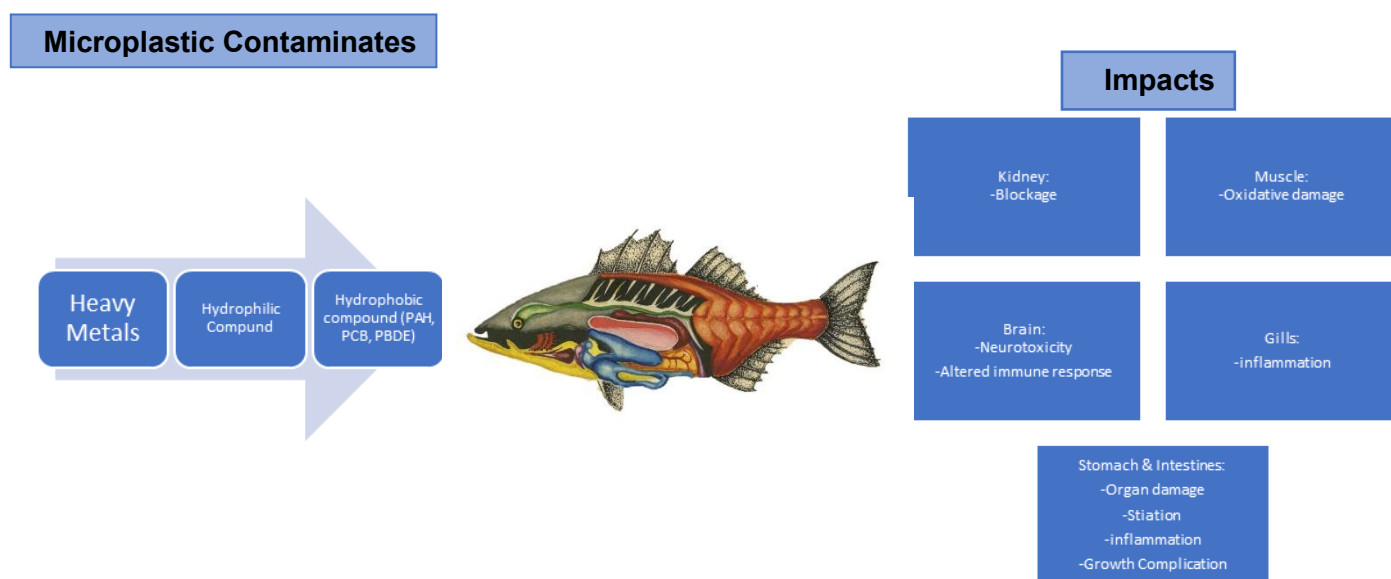 Microplastic Contaminates
Impacts
Heavy
Metals
Hydrophilic
Compund
Hydrophobic
compound (PAH,
PCB, PBDE)
Kidney:
-Blockage
Muscle:
-Oxidative damage
Brain:
-Neurotoxicity
-Altered immune response
Gills:
-inflammation
Stomach & Intestines:
-Organ damage
-Stiation
-inflammation
-Growth Complication